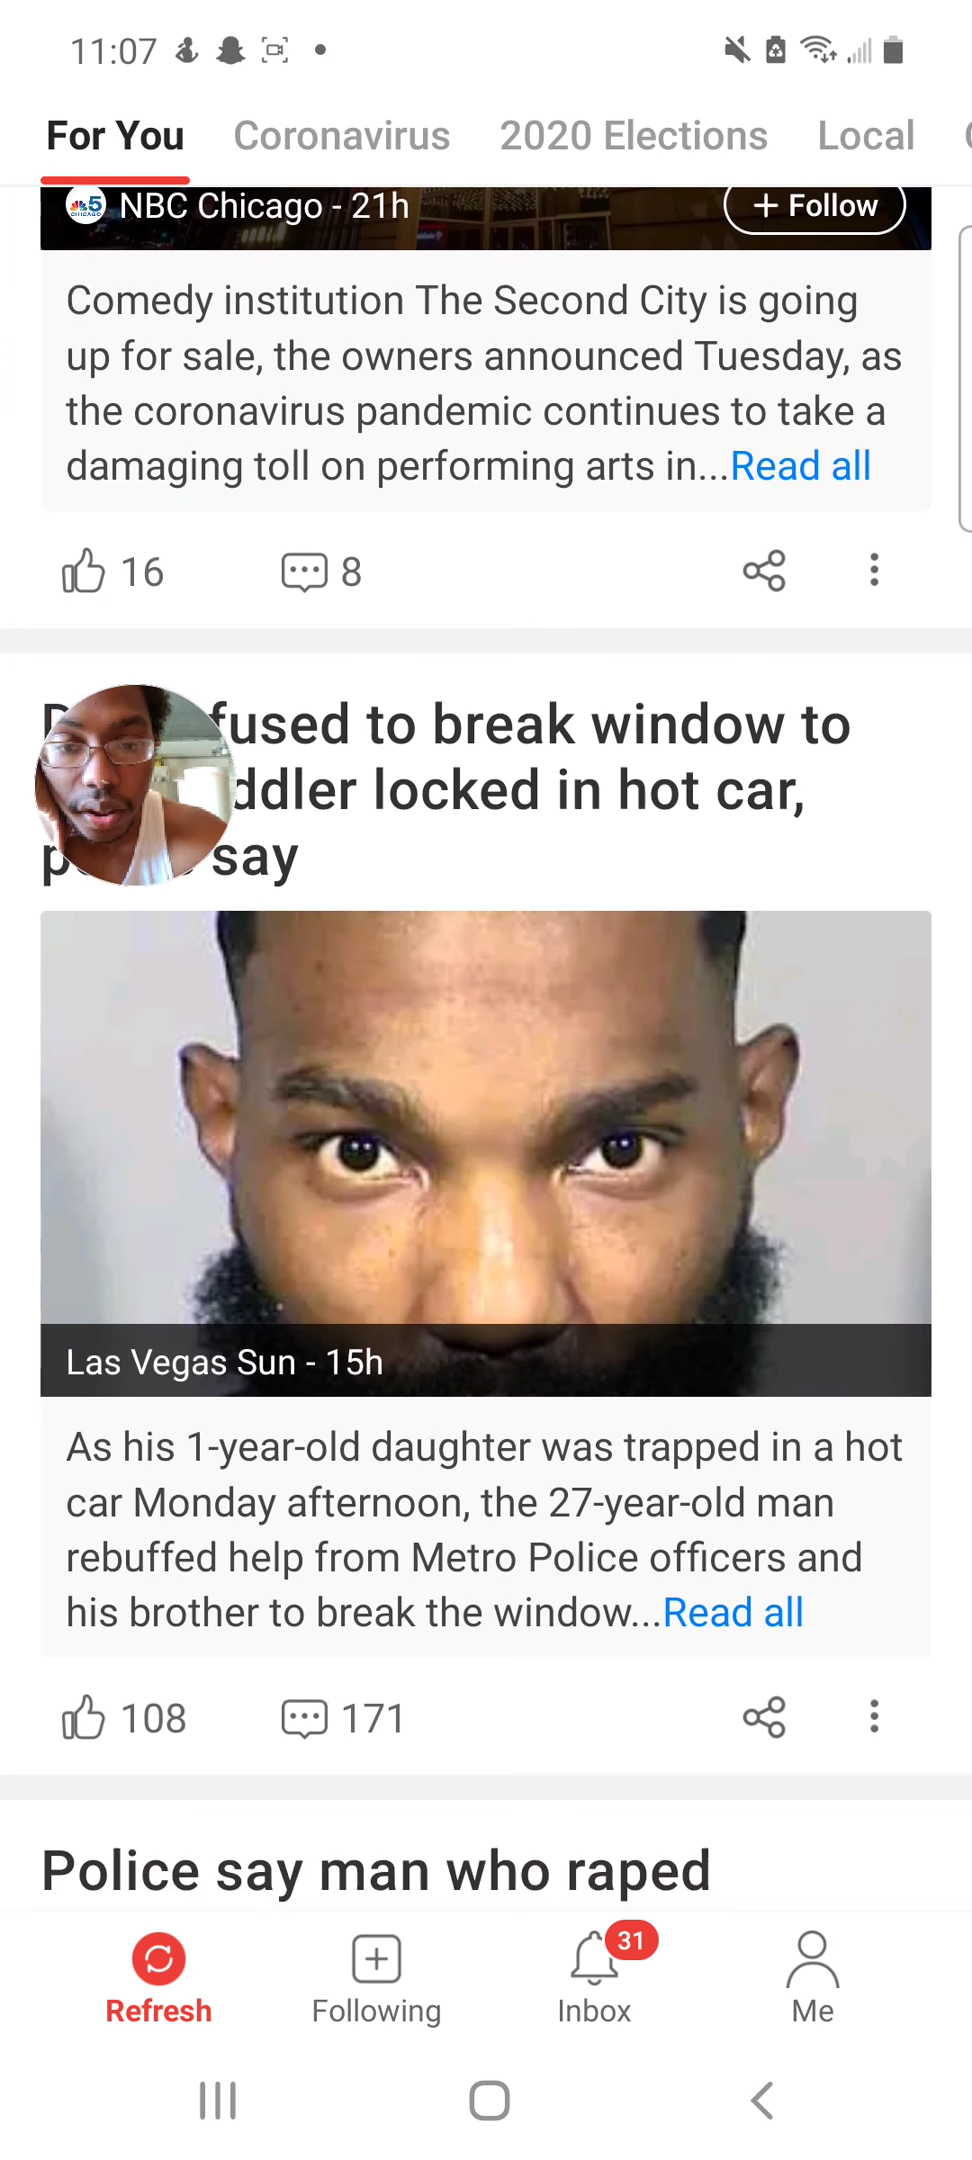 11:07
For You Coronavirus 2020 Elections Local
5 CHICAGO NBC Chicago - 21h + Follow
Comedy institution The Second City is going
up for sale, the owners announced Tuesday, as
the coronavirus pandemic continues to take a
damaging toll on performing arts in...Read all
16 8
fused to break window to
ddler locked in hot car,
say
Las Vegas Sun - 15h
As his 1-year-old daughter was trapped in a hot
car Monday afternoon, the 27-year-old man
rebuffed help from Metro Police officers and
his brother to break the window...Read all
108 171
Police say man who raped
31
Refresh Following Inbox Me